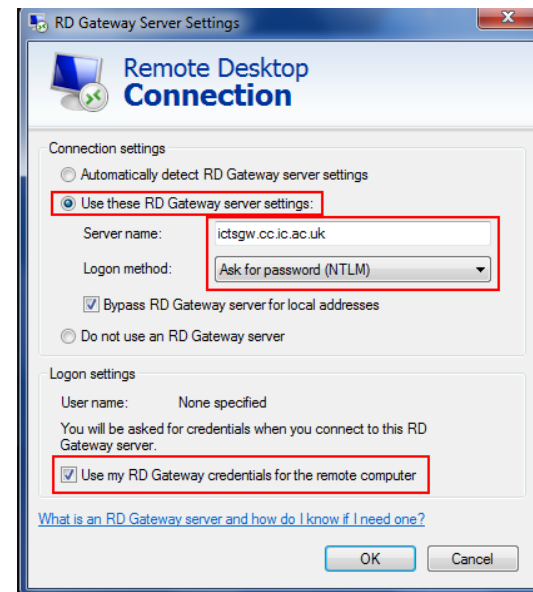 RD Gateway Server Settings
Remote Desktop
Connection
Connection settings
Automatically detect RD Gateway server settings
Use these RD Gateway server settings:
Server name: ictsgw.cc.ic.ac.uk
Logon method: Ask for password (NTLM)
Bypass RD Gateway server for local addresses
Do not use an RD Gateway server
Logon settings
User name: None specified
You will be asked for credentials when you connect to this RD
Gateway server.
Use my RD Gateway credentials for the remote computer
What is an RD Gateway server and how do I know if I need one?
OK Cancel